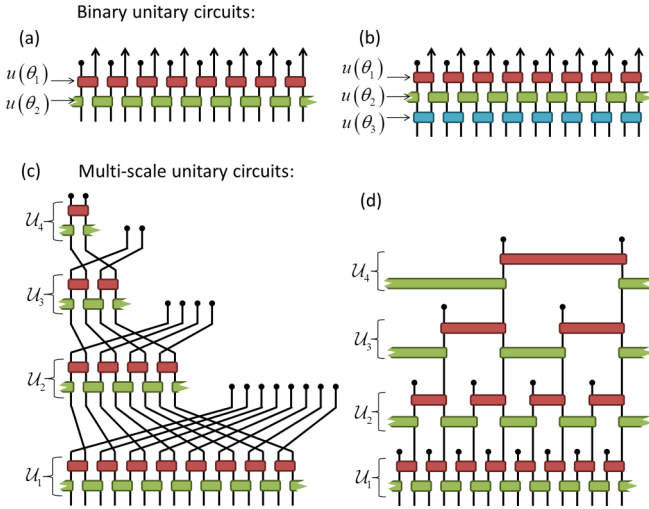 Binary unitary circuits:
(a)
(b)
u(θ₁)
u(θ₂)
u(θ₁)
u(θ₂)
u(θ₃)
(c) Multi-scale unitary circuits:
(d)
𝒰₄
𝒰₃
𝒰₂
𝒰₁
𝒰₄
𝒰₃
𝒰₂
𝒰₁